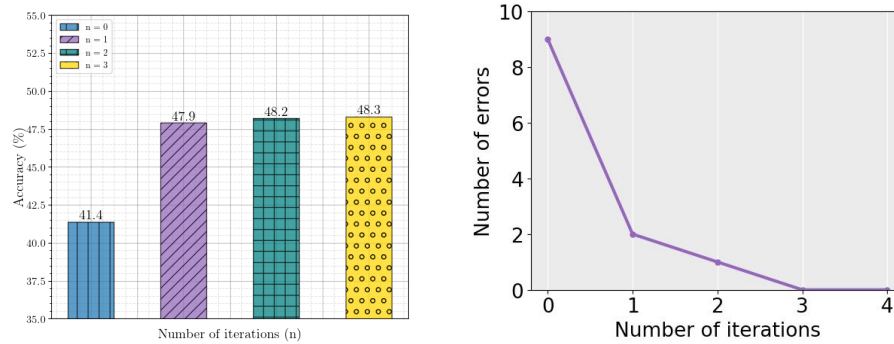 55.0
52.5
50.0
47.5
45.0
42.5
40.0
37.5
35.0
Accuracy (%)
n = 0
n = 1
n = 2
n = 3
41.4
47.9
48.2
48.3
Number of iterations (n)
10
8
6
4
2
0
Number of errors
0 1 2 3 4
Number of iterations